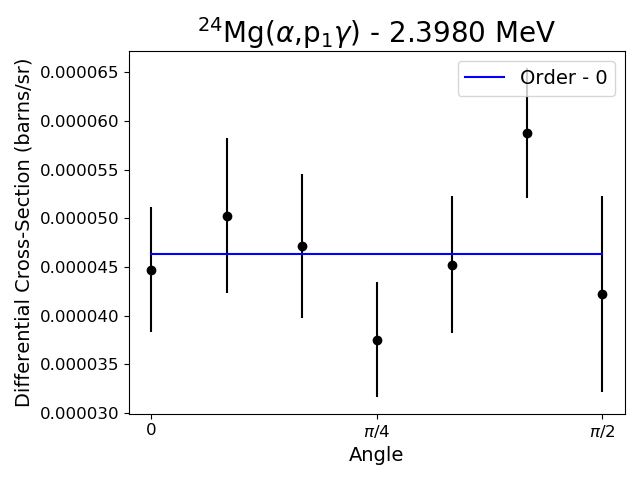 ²⁴Mg(α,p₁γ) - 2.3980 MeV
Order - 0
Differential Cross-Section (barns/sr)
0.000065
0.000060
0.000055
0.000050
0.000045
0.000040
0.000035
0.000030
0 π/4 π/2
Angle